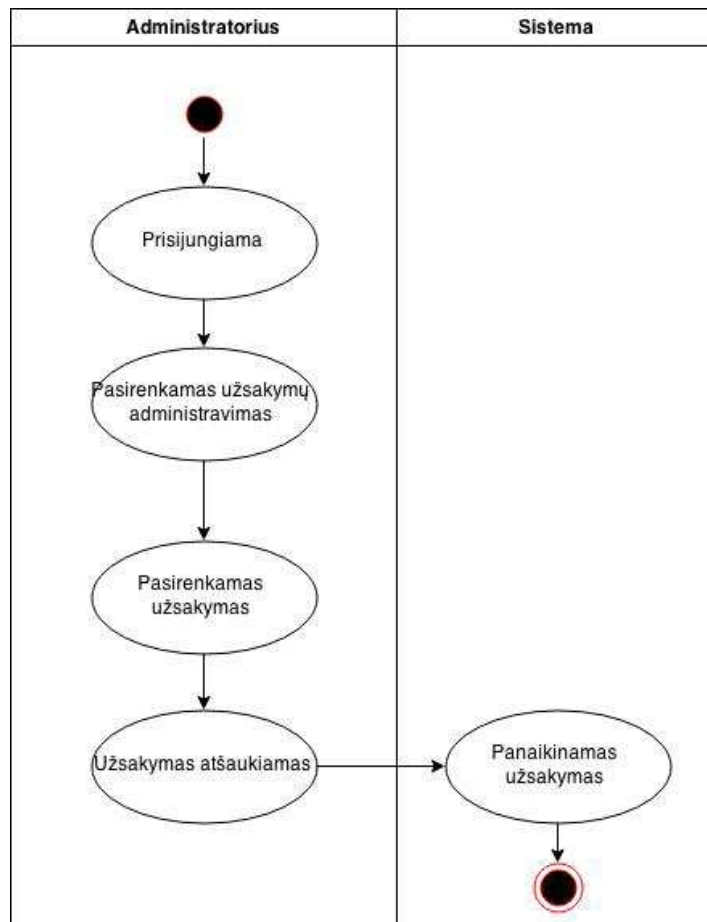 Administratorius
Sistema
Prisijungiama
Pasirenkamas užsakymų
administravimas
Pasirenkamas
užsakymas
Užsakymas atšaukiamas
Panaikinamas
užsakymas